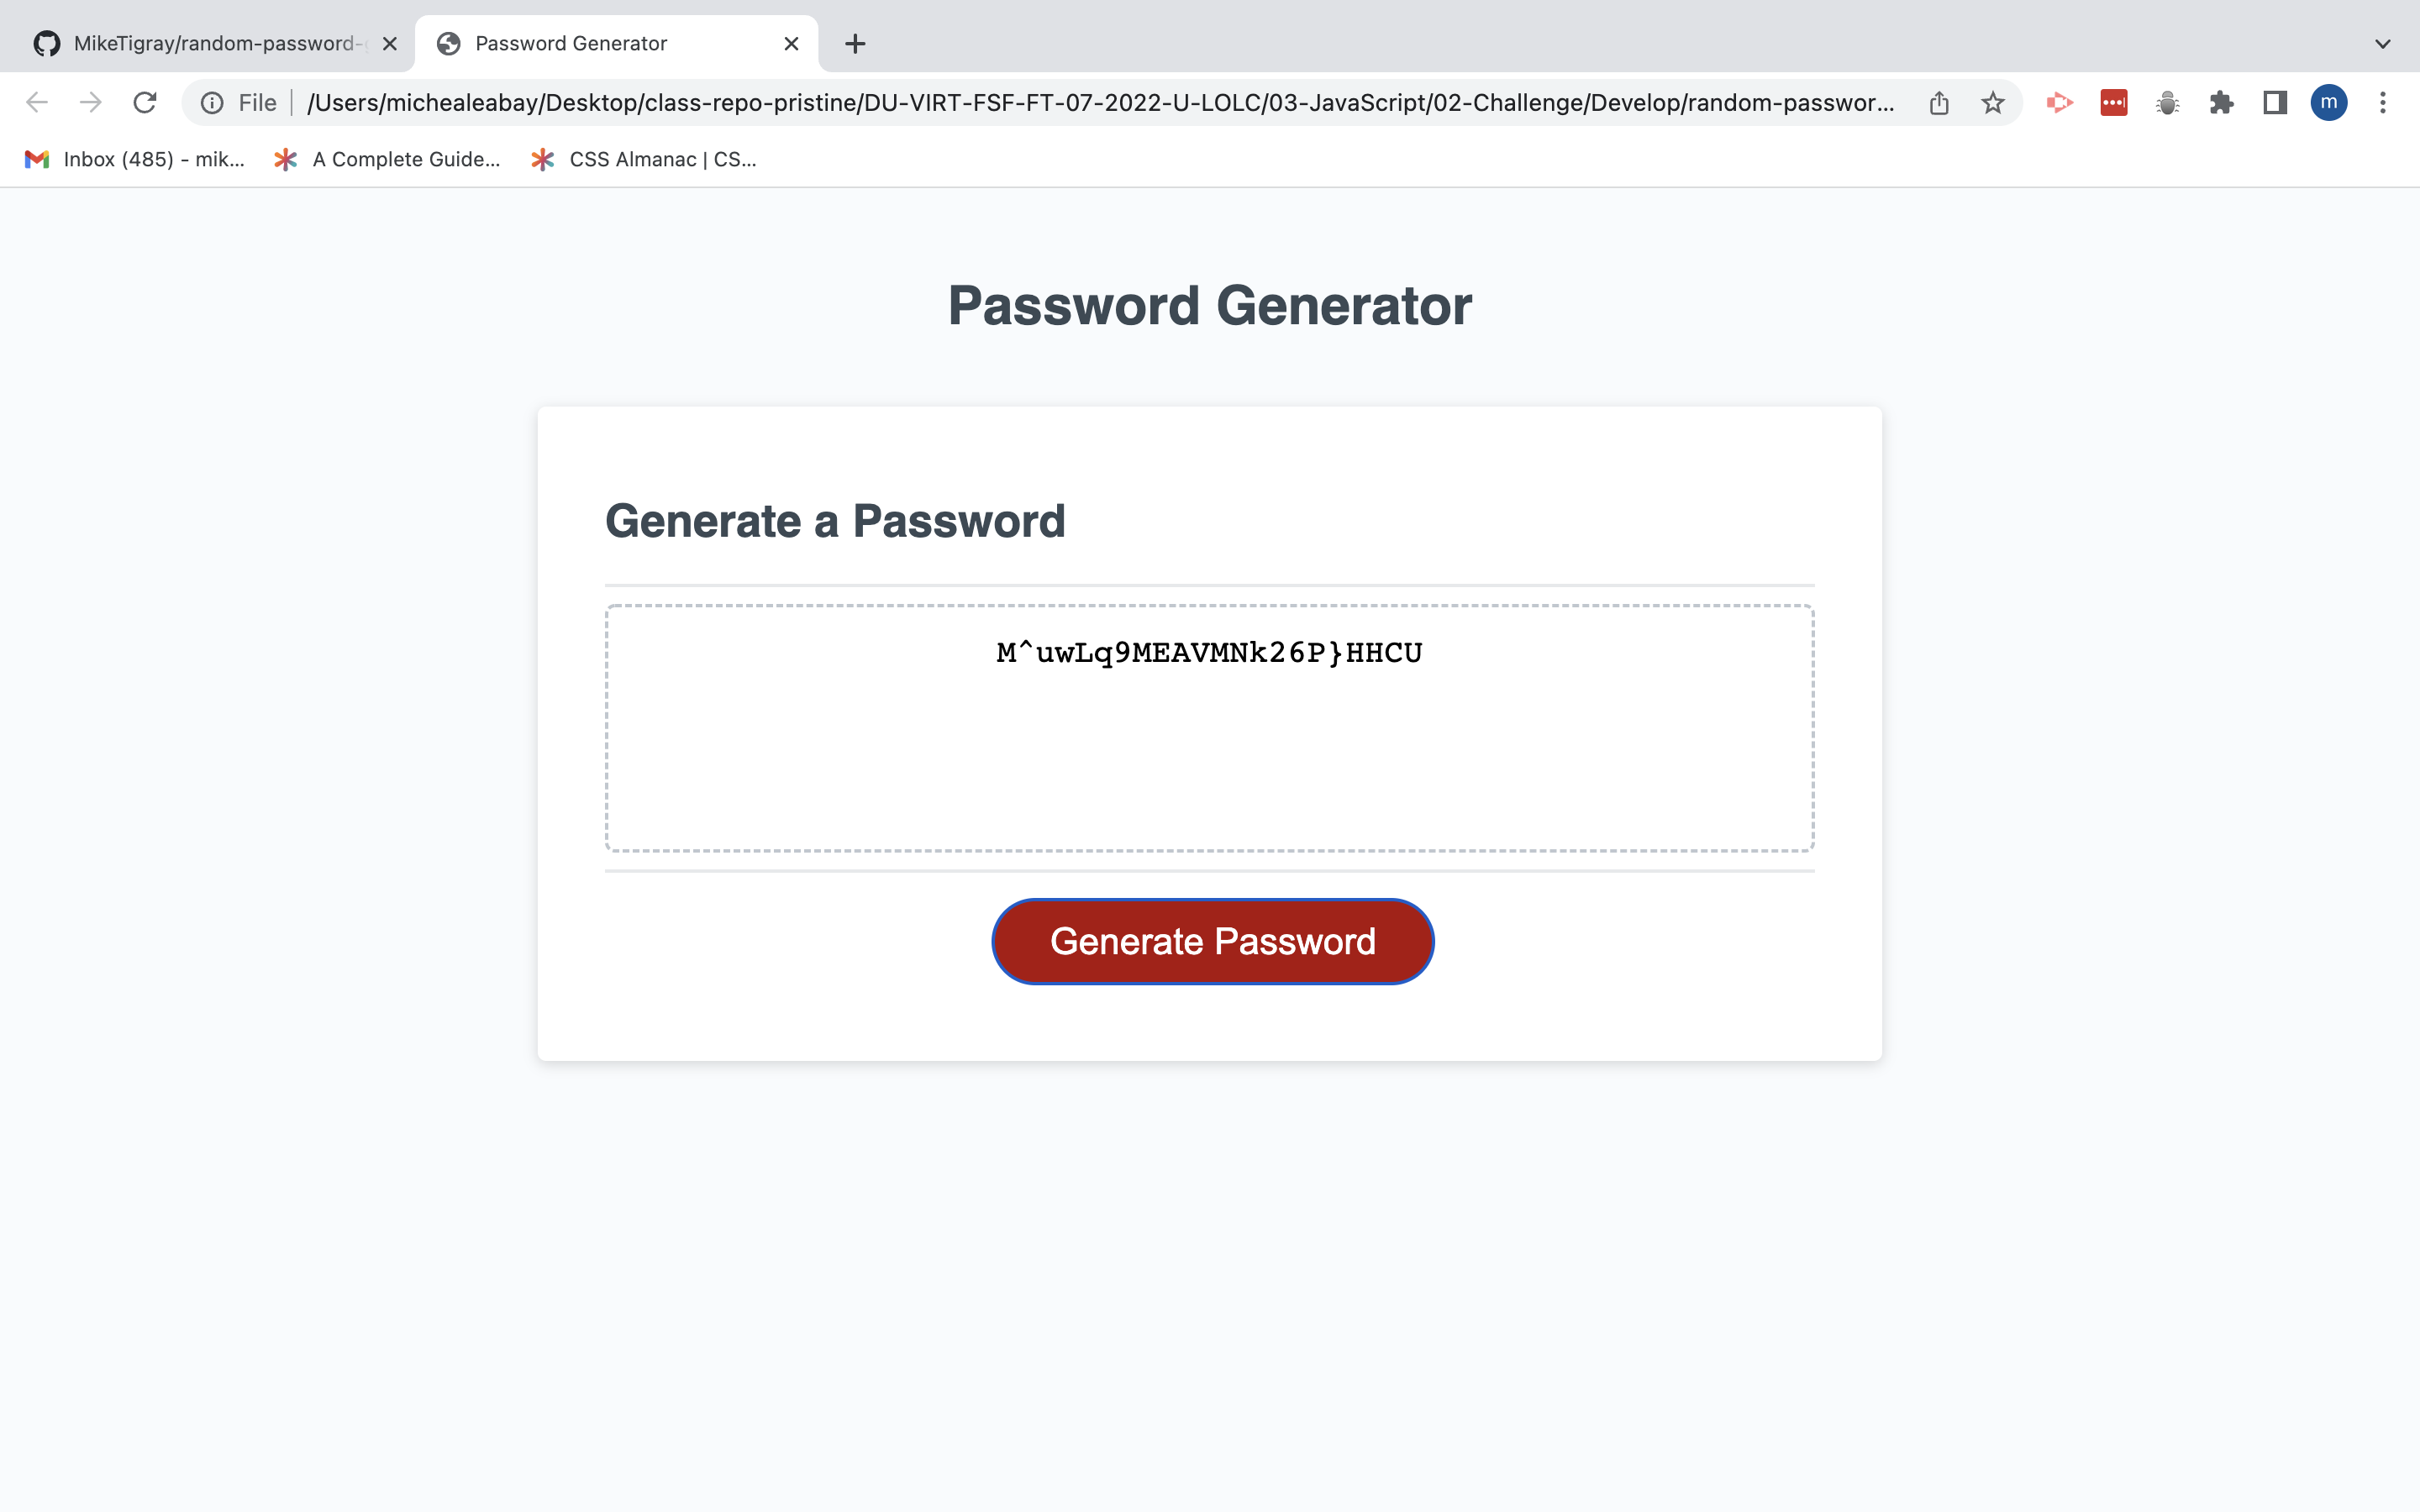 MikeTigray/random-password-
Password Generator
File
/Users/michealeabay/Desktop/class-repo-pristine/DU-VIRT-FSF-FT-07-2022-U-LOLC/03-JavaScript/02-Challenge/Develop/random-passwor...
m
Inbox (485) - mik...
A Complete Guide...
CSS Almanac | CS...
Password Generator
Generate a Password
M^uwLq9MEAVMNk26P}HHCU
Generate Password